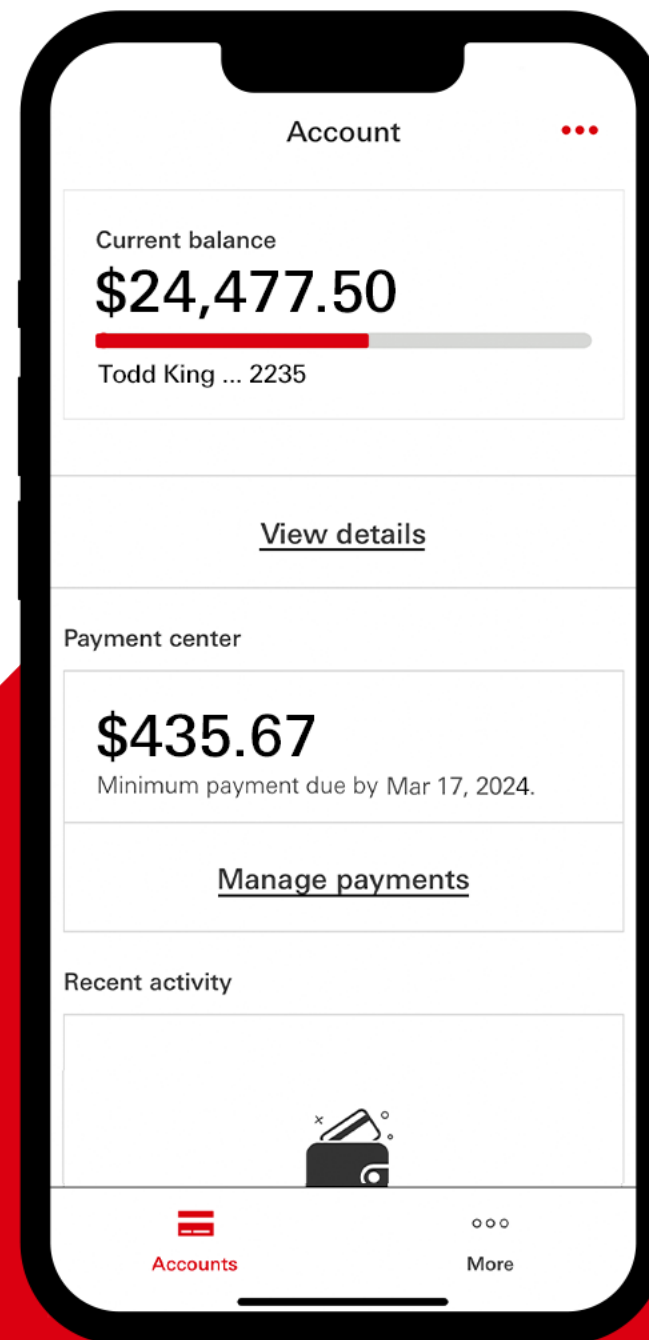 Account
Current balance
$24,477.50
Todd King ... 2235
View details
Payment center
$435.67
Minimum payment due by Mar 17, 2024.
Manage payments
Recent activity
Accounts
More